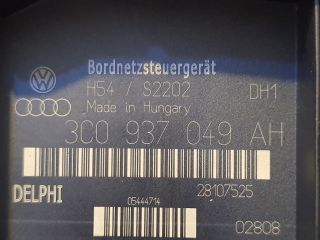 Bordnetzsteuergerät
H54 / S2202 DH1
Made in Hungary
3C0 937 049 AH
DELPHI 28107525
05444714
02808